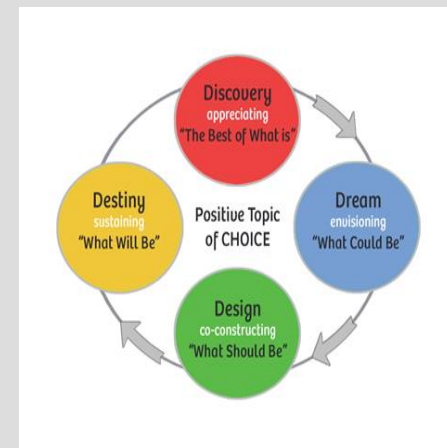 Discovery
appreciating
"The Best of What is"
Dream
envisioning
"What Could Be"
Design
co-constructing
"What Should Be"
Destiny
sustaining
"What Will Be"
Positive Topic
of CHOICE